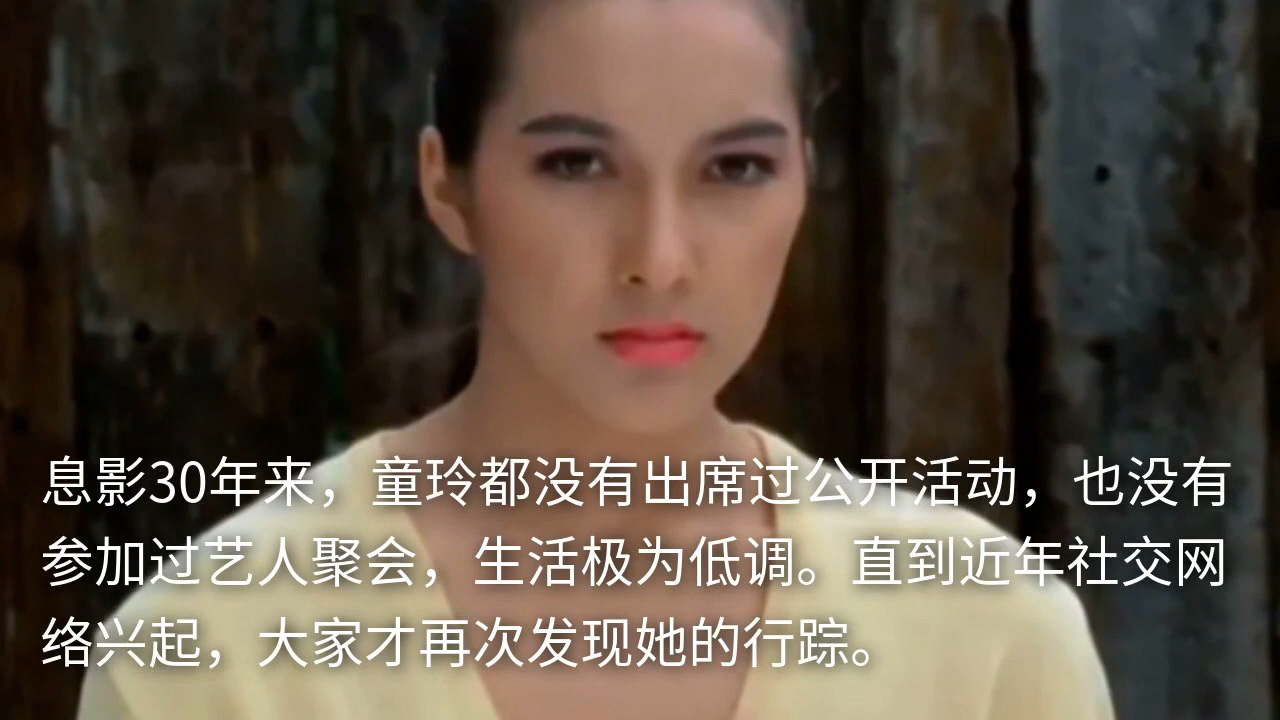 息影30年来，童玲都没有出席过公开活动，也没有
参加过艺人聚会，生活极为低调。直到近年社交网
络兴起，大家才再次发现她的行踪。